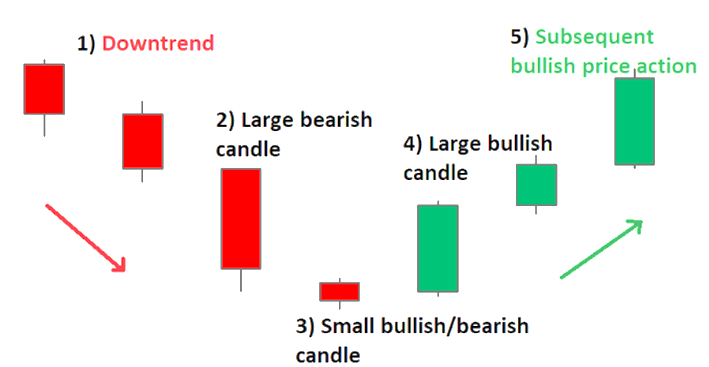 1) Downtrend
2) Large bearish
candle
3) Small bullish/bearish
candle
4) Large bullish
candle
5) Subsequent
bullish price action